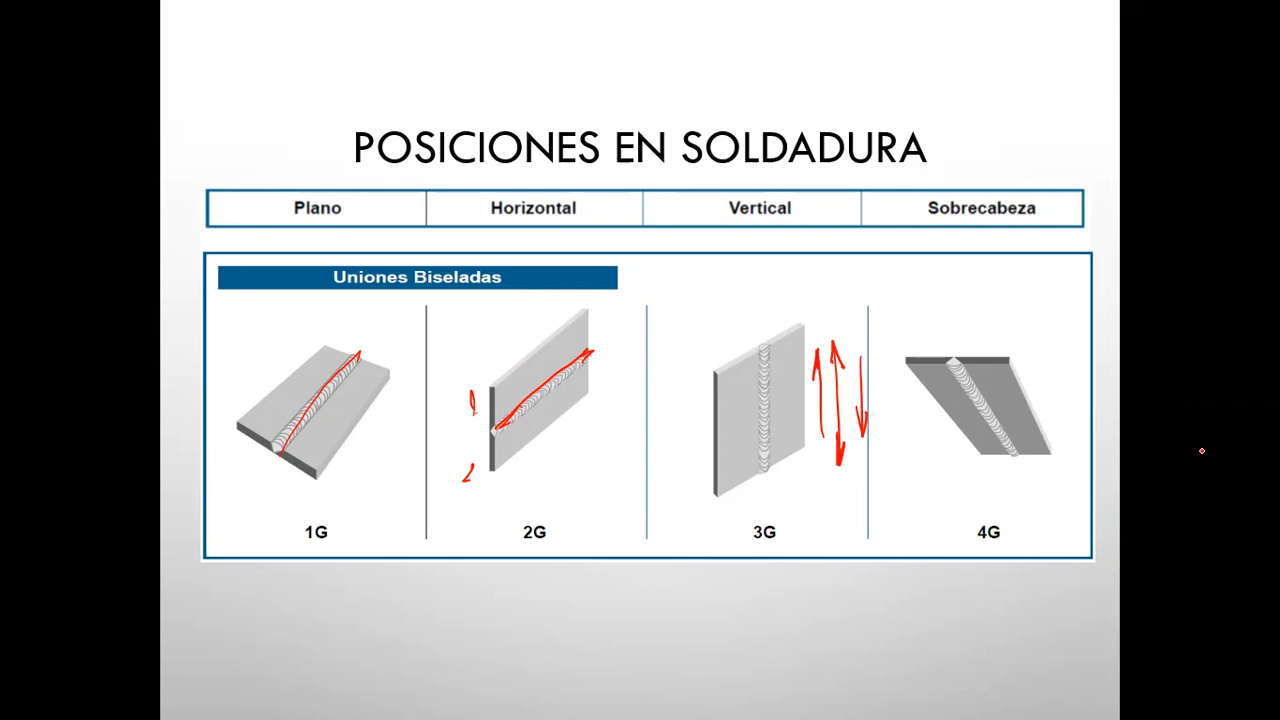 POSICIONES EN SOLDADURA
Plano Horizontal Vertical Sobrecabeza
Uniones Biseladas
1G 2G 3G 4G